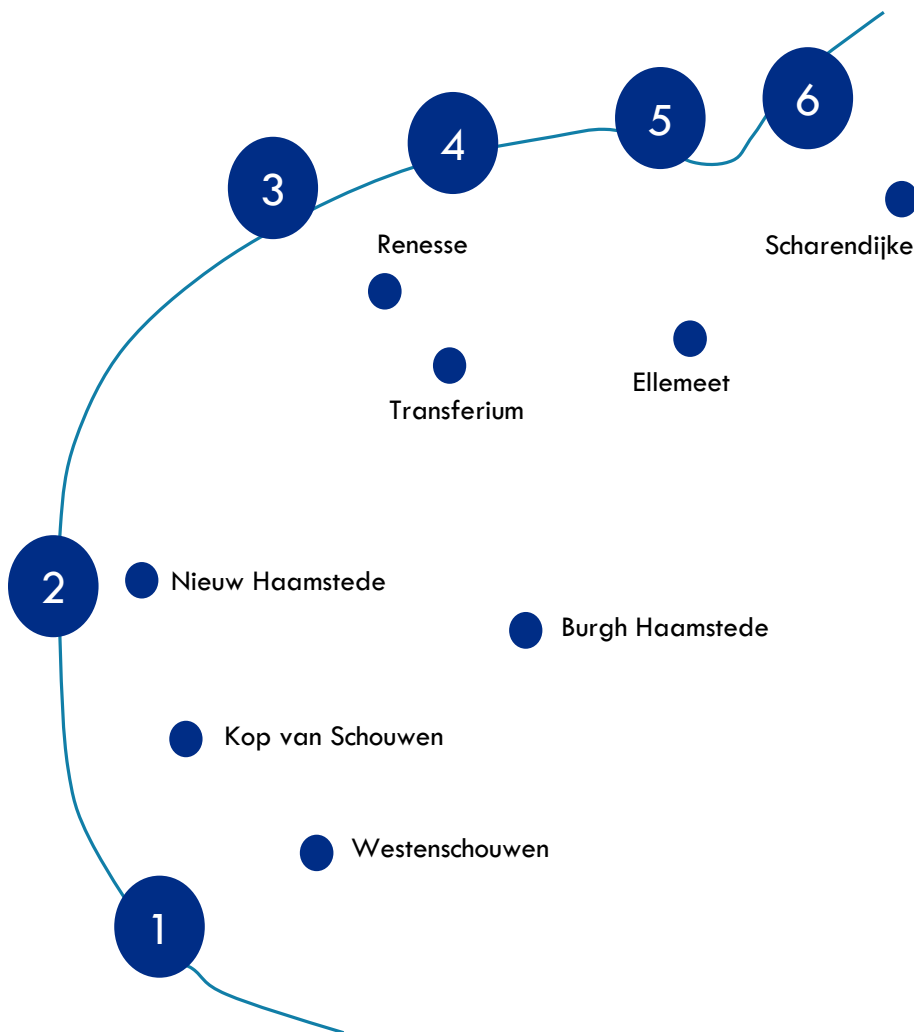 6
5
4
3
Renesse
Scharendijke
Ellemeet
Transferium
2
Nieuw Haamstede
Burgh Haamstede
Kop van Schouwen
Westenschouwen
1